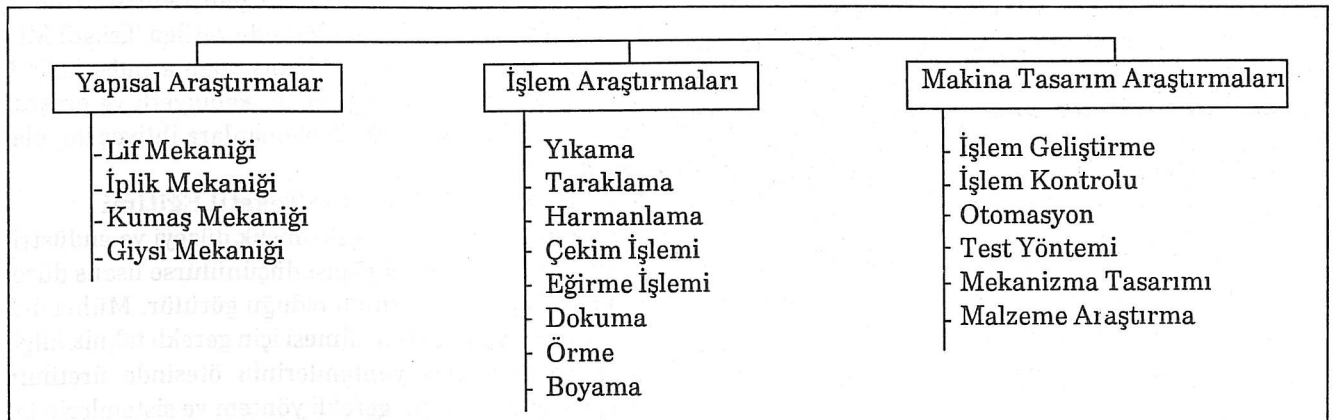 Yapısal Araştırmalar
- Lif Mekaniği
- İplik Mekaniği
- Kumaş Mekaniği
- Giysi Mekaniği
İşlem Araştırmaları
Yıkama
- Taraklama
- Harmanlama
- Çekim İşlemi
- Eğirme İşlemi
- Dokuma
- Örme
- Boyama
Makina Tasarım Araştırmaları
- İşlem Geliştirme
- İşlem Kontrolu
- Otomasyon
- Test Yöntemi
- Mekanizma Tasarımı
- Malzeme Araştırma